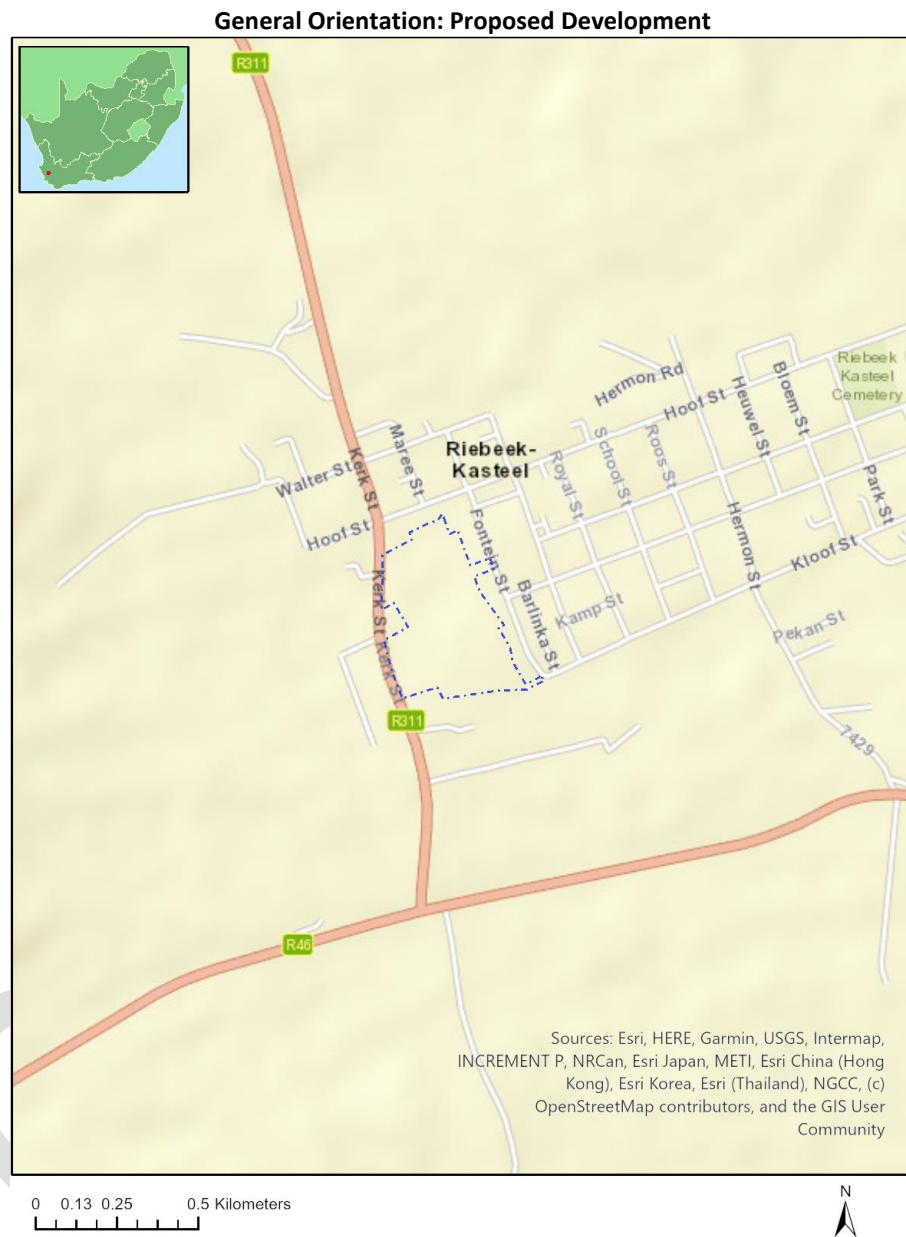 General Orientation: Proposed Development
R311
Riebeek
Kasteel
Cemetery
Hermon Rd
Hoof St
Heuwel St
Bloem St
Maree St
Riebeek-
Kasteel
Walter St
Kerk St
Royal St
School St
Roos St
Park St
Hoof St
Fontein St
Hermon St
Kloof St
Kerk St
Barlinka St
Kamp St
Pekan St
Kerk St
R311
7429
R46
Sources: Esri, HERE, Garmin, USGS, Intermap,
INCREMENT P, NRCan, Esri Japan, METI, Esri China (Hong
Kong), Esri Korea, Esri (Thailand), NGCC, (c)
OpenStreetMap contributors, and the GIS User
Community
0 0.13 0.25 0.5 Kilometers
N